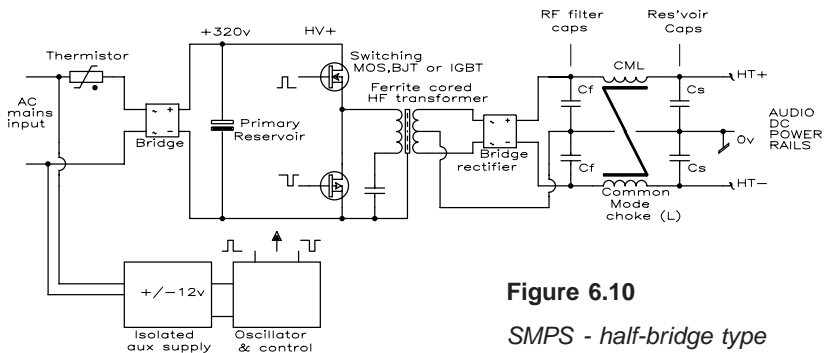 RF filter
caps
Res'voir
Caps
+320v
HV+
Thermistor
Switching
MOS,BJT or IGBT
CML
HT+
Ferrite cored
HF transformer
Cf
Cs
AC
mains
input
~ +
~ −
Bridge
Primary
Reservoir
~ +
~ −
Bridge
rectifier
0v
AUDIO
DC
POWER
RAILS
Cf
Cs
HT−
Common
Mode
choke (L)
+/−12v
Isolated
aux supply
Oscillator
& control
Figure 6.10
SMPS - half-bridge type